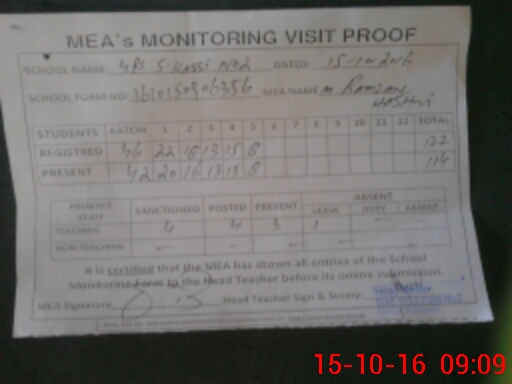 MEA's MONITORING VISIT PROOF
SCHOOL NAME: GPS S. Kassi No2 DATED: 15-10-2016
SCHOOL FORM NO: MEA NAME M Ramzan
STUDENTS KATCHI 1 2 3 4 5 6 7 8 9 10 11 12 TOTAL
REGISTRED 46 22 18 13 15 8 122
PRESENT 42 20 16 13 15 8 114
PRESENCE STAFF SANCTIONED POSTED PRESENT ABSENT
LEAVE DUTY ABSENT
TEACHING 4 4 3 1 — —
NON-TEACHING — — — — — —
It is certified that the MEA has shown all entries of the School
Monitoring Form to the Head Teacher before its online submission.
MEA Signature: Head Teacher Sign & Stamp:
15-10-16 09:09